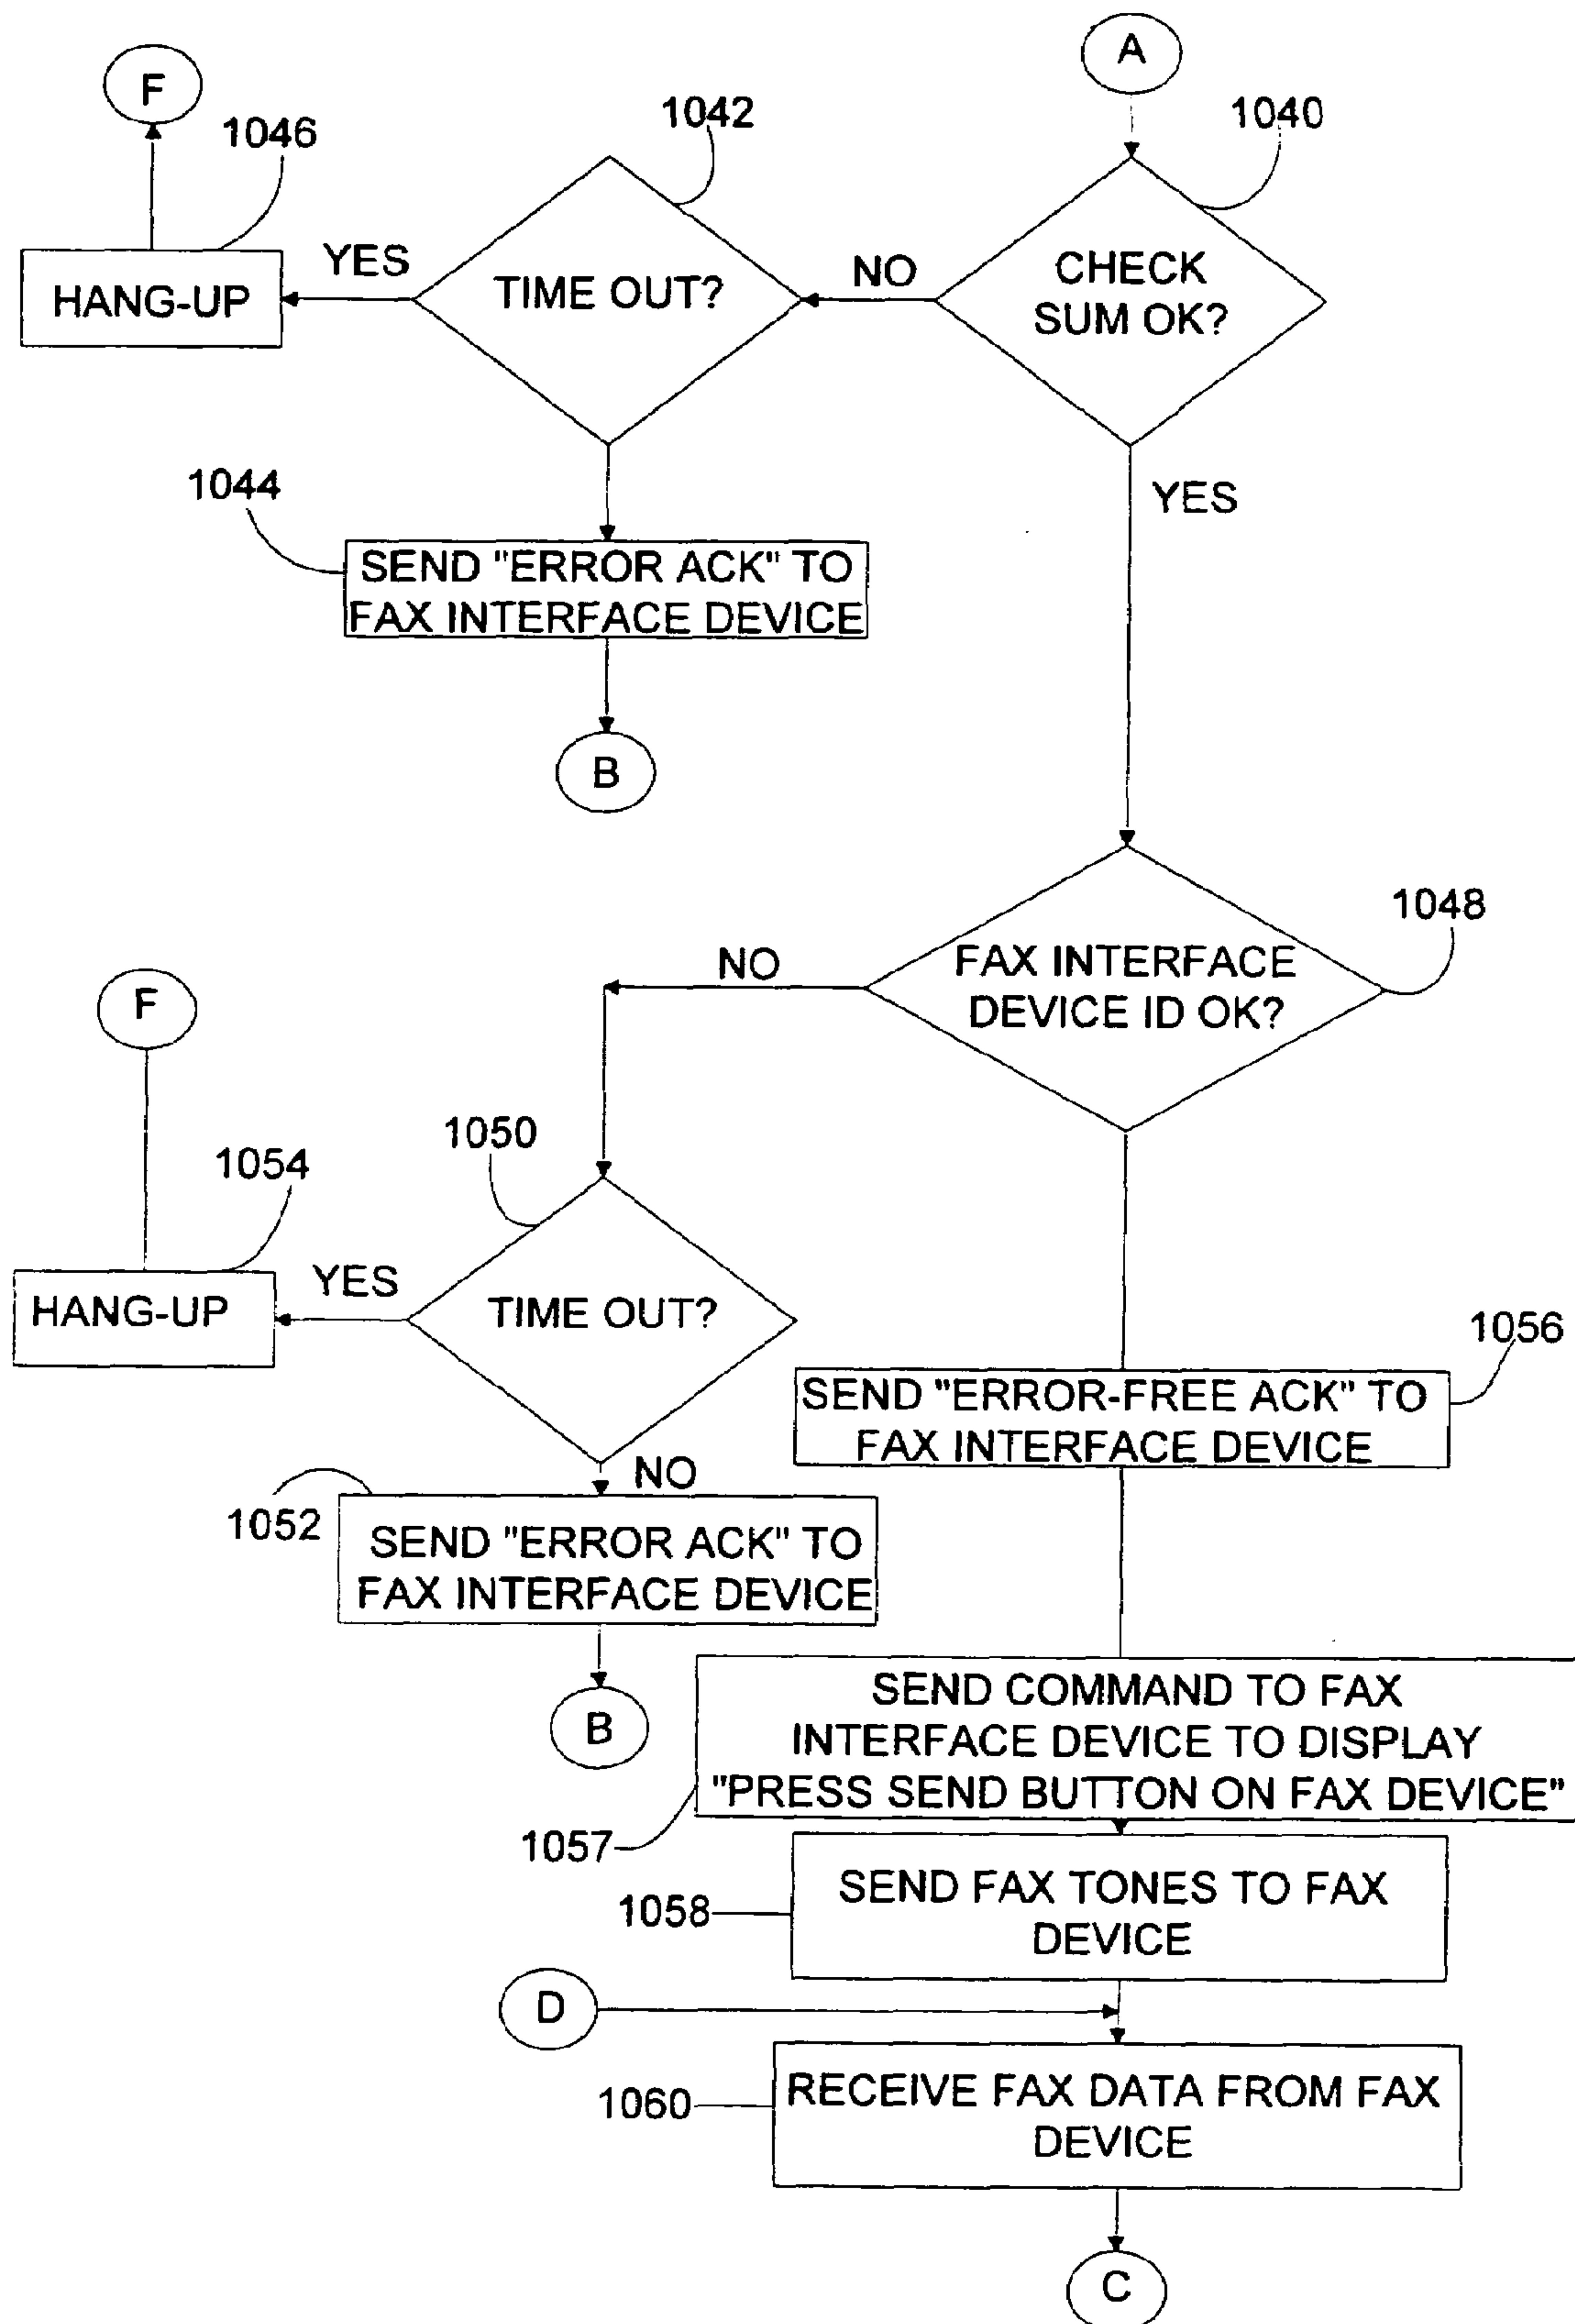 A
F
1046
1042
1040
HANG-UP
YES
TIME OUT?
NO
CHECK
SUM OK?
1044
YES
SEND "ERROR ACK" TO
FAX INTERFACE DEVICE
B
1048
NO
FAX INTERFACE
DEVICE ID OK?
F
1050
1054
HANG-UP
YES
TIME OUT?
1056
SEND "ERROR-FREE ACK" TO
FAX INTERFACE DEVICE
NO
1052
SEND "ERROR ACK" TO
FAX INTERFACE DEVICE
B
SEND COMMAND TO FAX
INTERFACE DEVICE TO DISPLAY
"PRESS SEND BUTTON ON FAX DEVICE"
1057
SEND FAX TONES TO FAX
DEVICE
1058
D
RECEIVE FAX DATA FROM FAX
DEVICE
1060
C